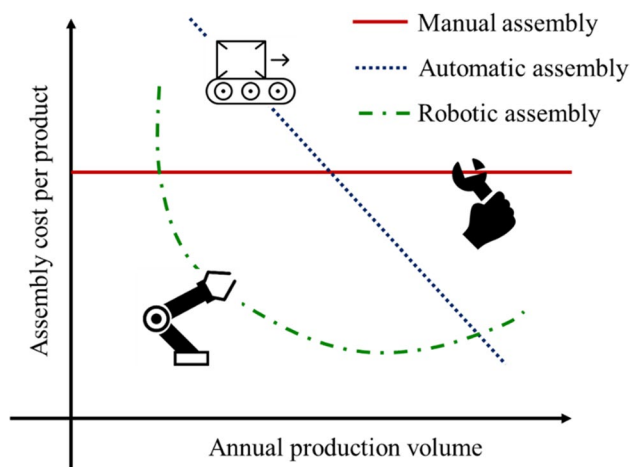 Manual assembly
Automatic assembly
Robotic assembly
Assembly cost per product
Annual production volume